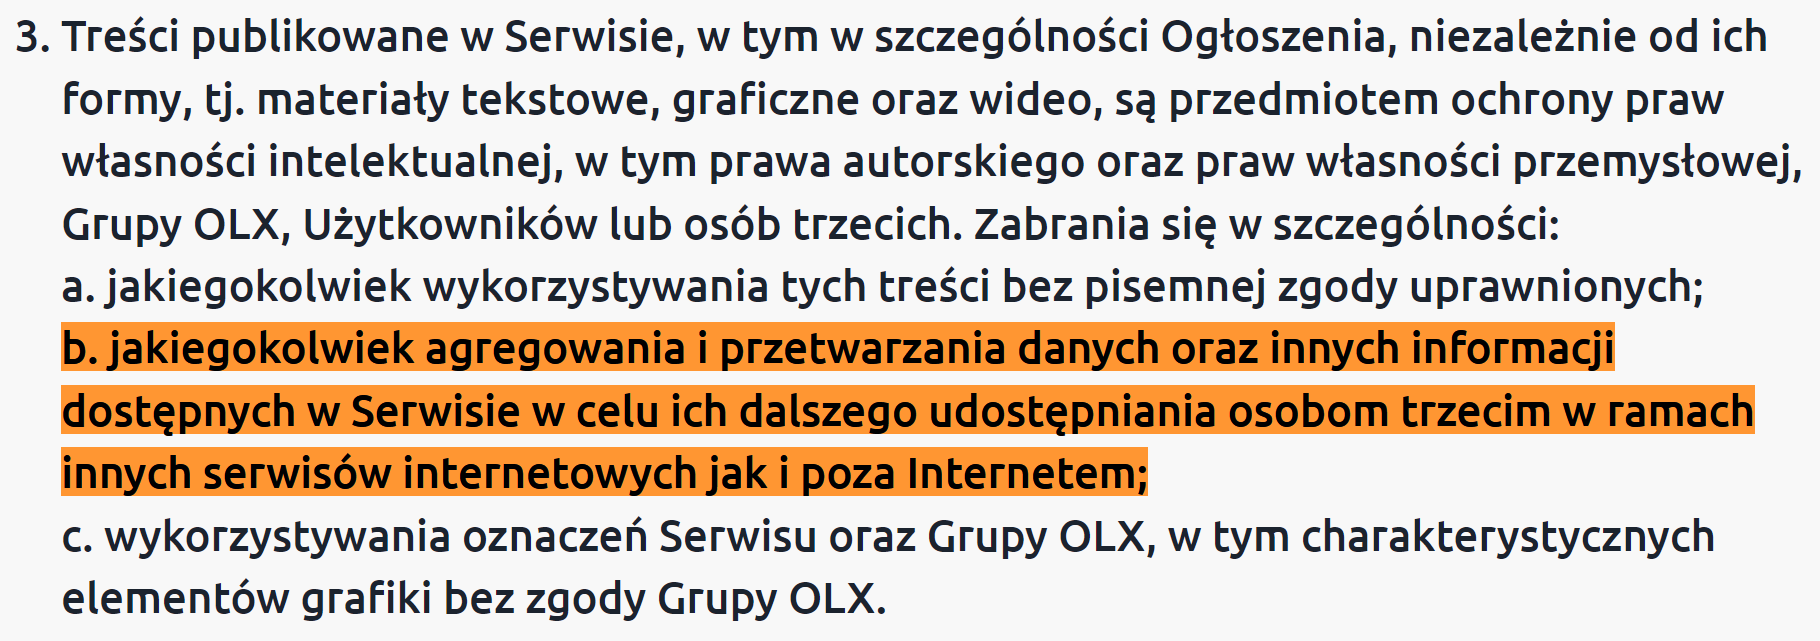 3. Treści publikowane w Serwisie, w tym w szczególności Ogłoszenia, niezależnie od ich
formy, tj. materiały tekstowe, graficzne oraz wideo, są przedmiotem ochrony praw
własności intelektualnej, w tym prawa autorskiego oraz praw własności przemysłowej,
Grupy OLX, Użytkowników lub osób trzecich. Zabrania się w szczególności:
a. jakiegokolwiek wykorzystywania tych treści bez pisemnej zgody uprawnionych;
b. jakiegokolwiek agregowania i przetwarzania danych oraz innych informacji
dostępnych w Serwisie w celu ich dalszego udostępniania osobom trzecim w ramach
innych serwisów internetowych jak i poza Internetem;
c. wykorzystywania oznaczeń Serwisu oraz Grupy OLX, w tym charakterystycznych
elementów grafiki bez zgody Grupy OLX.